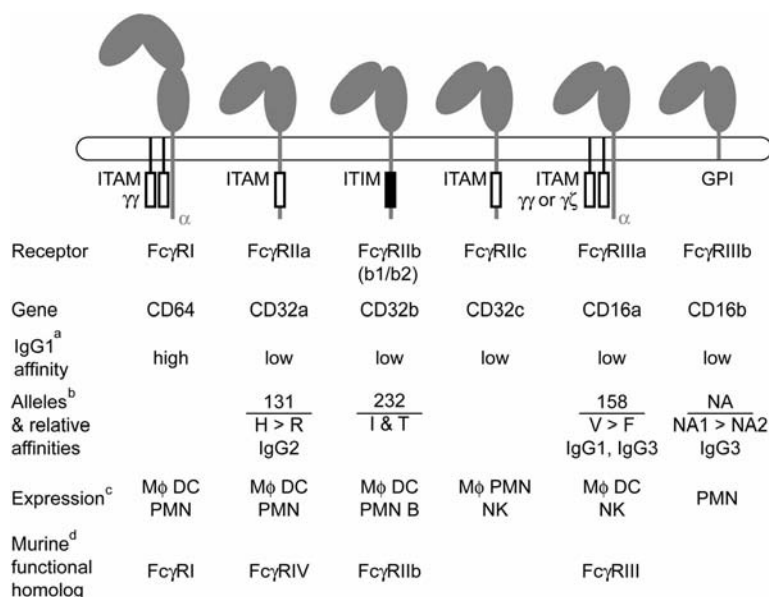 ITAM γγ α ITAM ITIM ITAM ITAM γγ or γζ α GPI
Receptor FcγRI FcγRIIa FcγRIIb (b1/b2) FcγRIIc FcγRIIIa FcγRIIIb
Gene CD64 CD32a CD32b CD32c CD16a CD16b
IgG1a affinity high low low low low low
Allelesb & relative affinities 131 H > R IgG2 232 I & T 158 V > F IgG1, IgG3 NA NA1 > NA2 IgG3
Expressionc Mϕ DC PMN Mϕ DC PMN Mϕ DC PMN B Mϕ PMN NK Mϕ DC NK PMN
Murined functional homolog FcγRI FcγRIV FcγRIIb FcγRIII